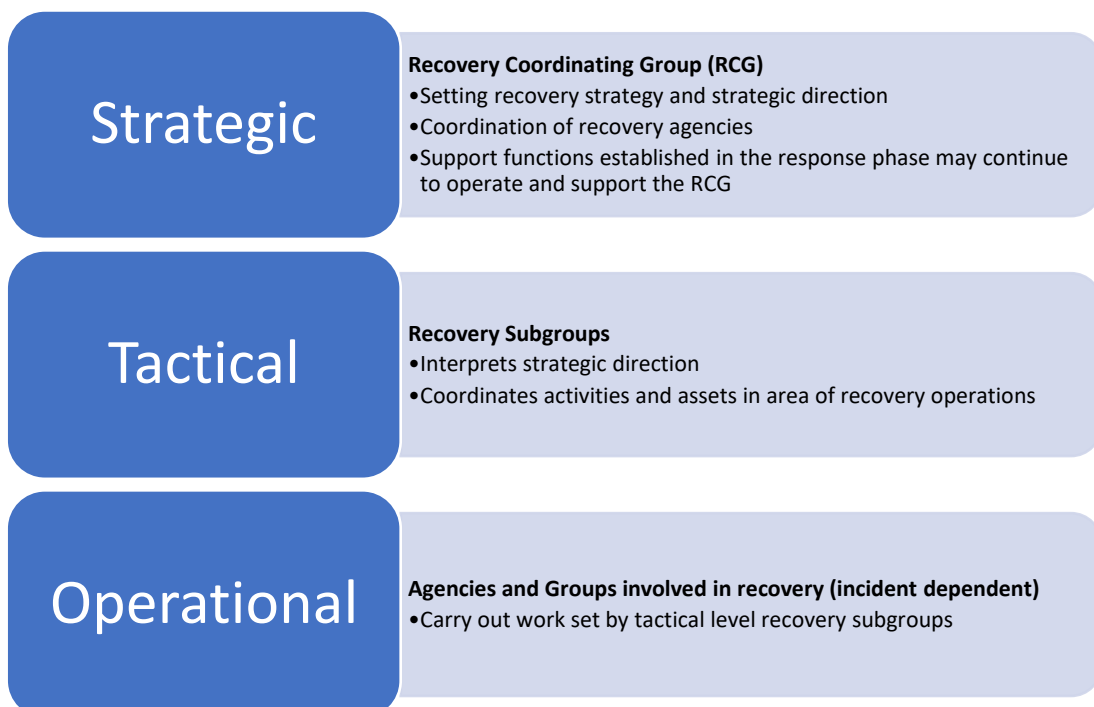 Strategic
Recovery Coordinating Group (RCG)
•Setting recovery strategy and strategic direction
•Coordination of recovery agencies
•Support functions established in the response phase may continue
to operate and support the RCG
Tactical
Recovery Subgroups
•Interprets strategic direction
•Coordinates activities and assets in area of recovery operations
Operational
Agencies and Groups involved in recovery (incident dependent)
•Carry out work set by tactical level recovery subgroups